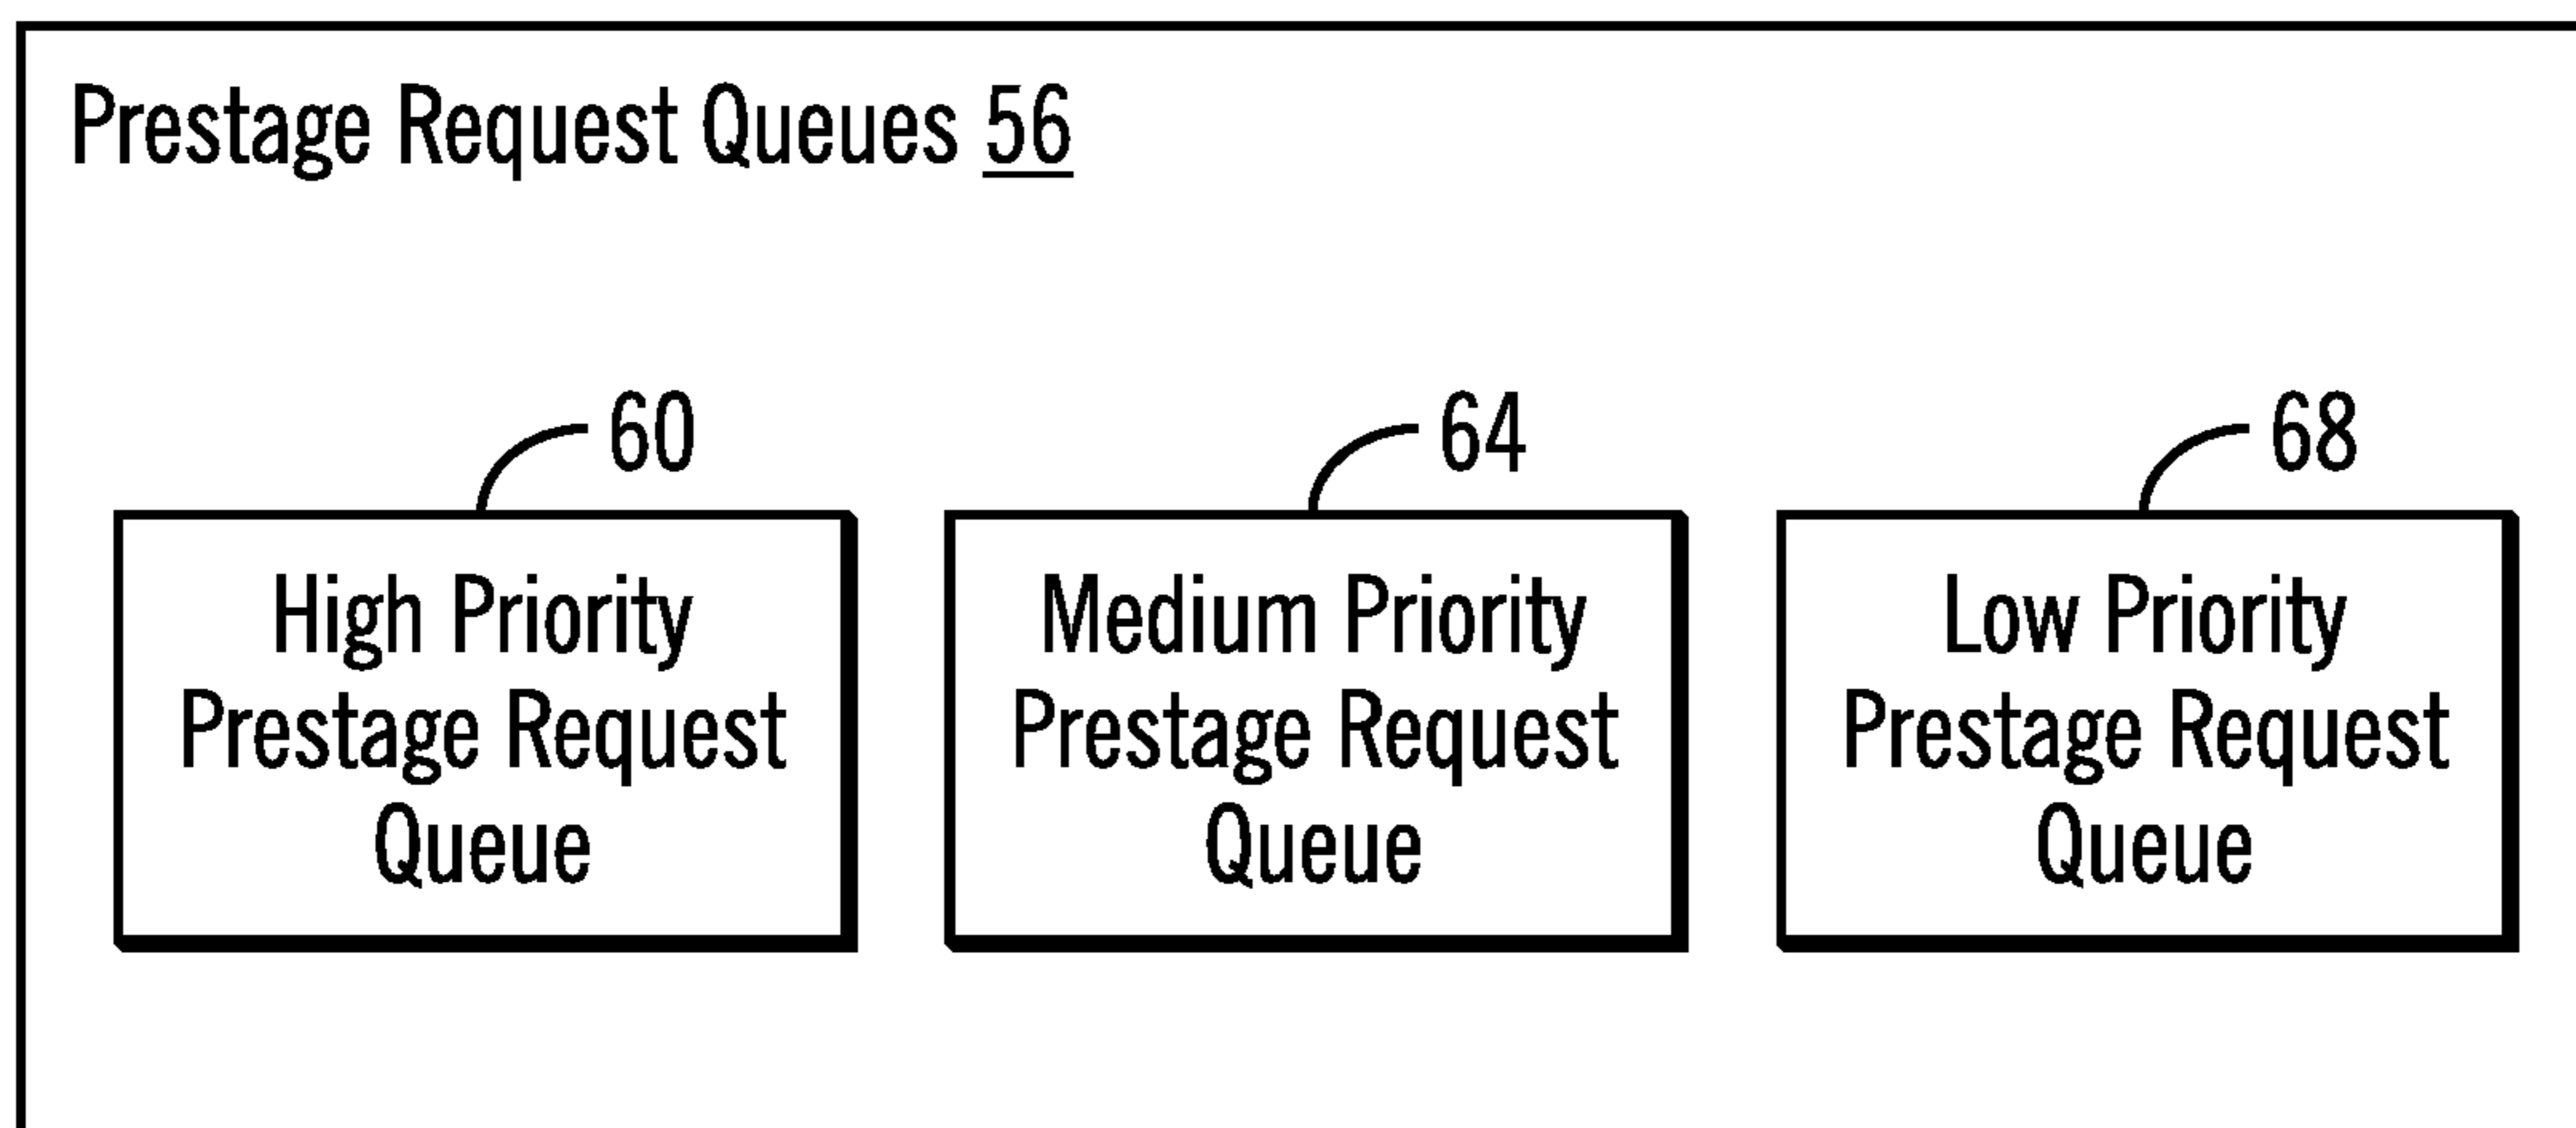 Prestage Request Queues 56
60
64
68
High Priority
Prestage Request
Queue
Medium Priority
Prestage Request
Queue
Low Priority
Prestage Request
Queue